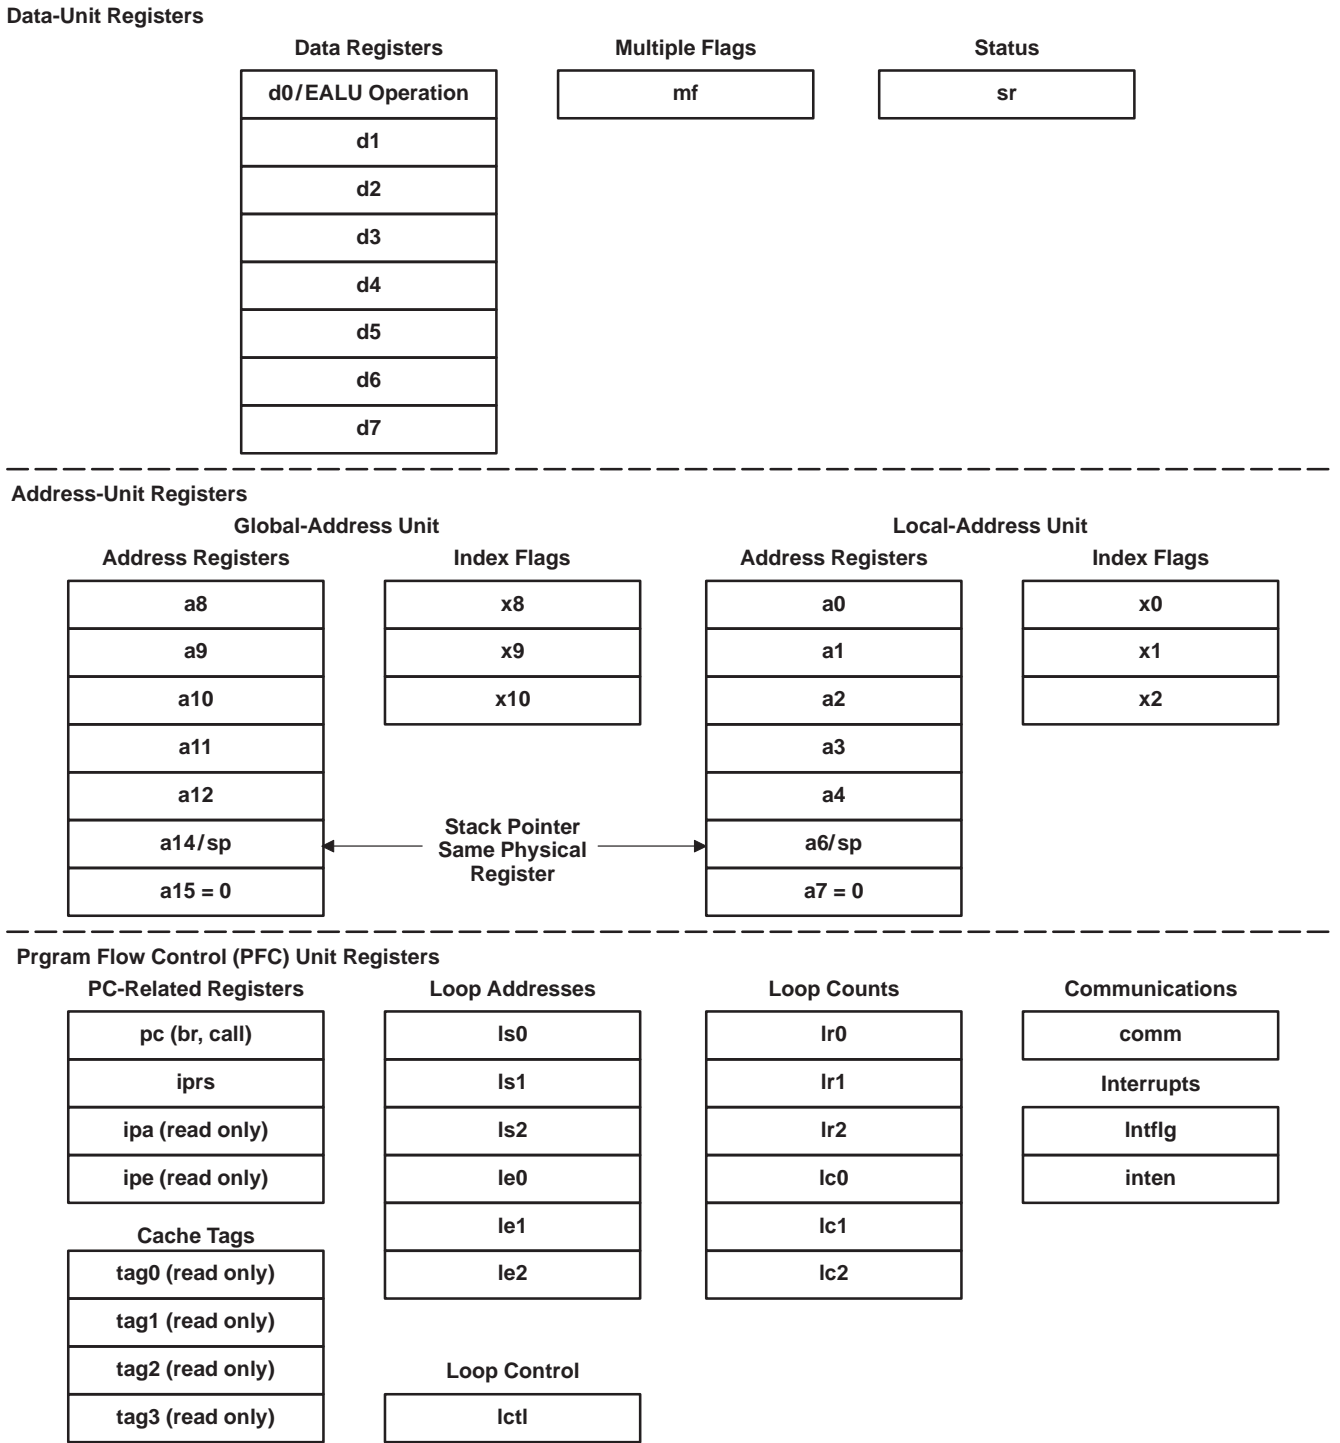 Data-Unit Registers
Data Registers
Multiple Flags
Status
d0/EALU Operation
mf
sr
d1
d2
d3
d4
d5
d6
d7
Address-Unit Registers
Global-Address Unit
Local-Address Unit
Address Registers
Index Flags
Address Registers
Index Flags
a8
x8
a0
x0
a9
x9
a1
x1
a10
x10
a2
x2
a11
a3
a12
a4
a14/sp
Stack Pointer
Same Physical
Register
a6/sp
a15 = 0
a7 = 0
Prgram Flow Control (PFC) Unit Registers
PC-Related Registers
Loop Addresses
Loop Counts
Communications
pc (br, call)
ls0
lr0
comm
iprs
ls1
lr1
Interrupts
ipa (read only)
ls2
lr2
Intflg
ipe (read only)
le0
lc0
inten
Cache Tags
le1
lc1
tag0 (read only)
le2
lc2
tag1 (read only)
tag2 (read only)
Loop Control
tag3 (read only)
lctl